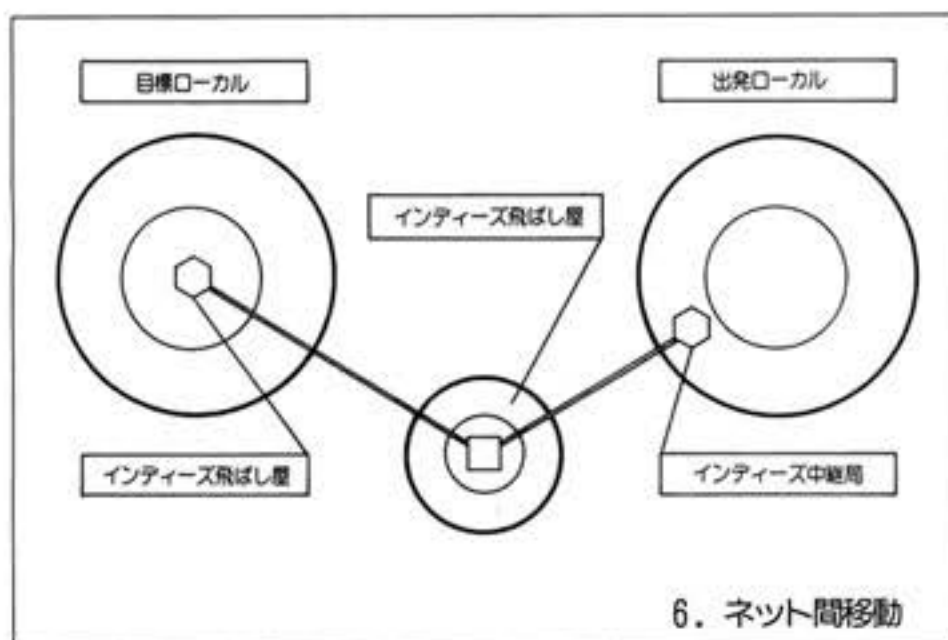 目標ローカル
出発ローカル
インディーズ飛ばし屋
インディーズ飛ばし屋
インディーズ中継局
6. ネット間移動